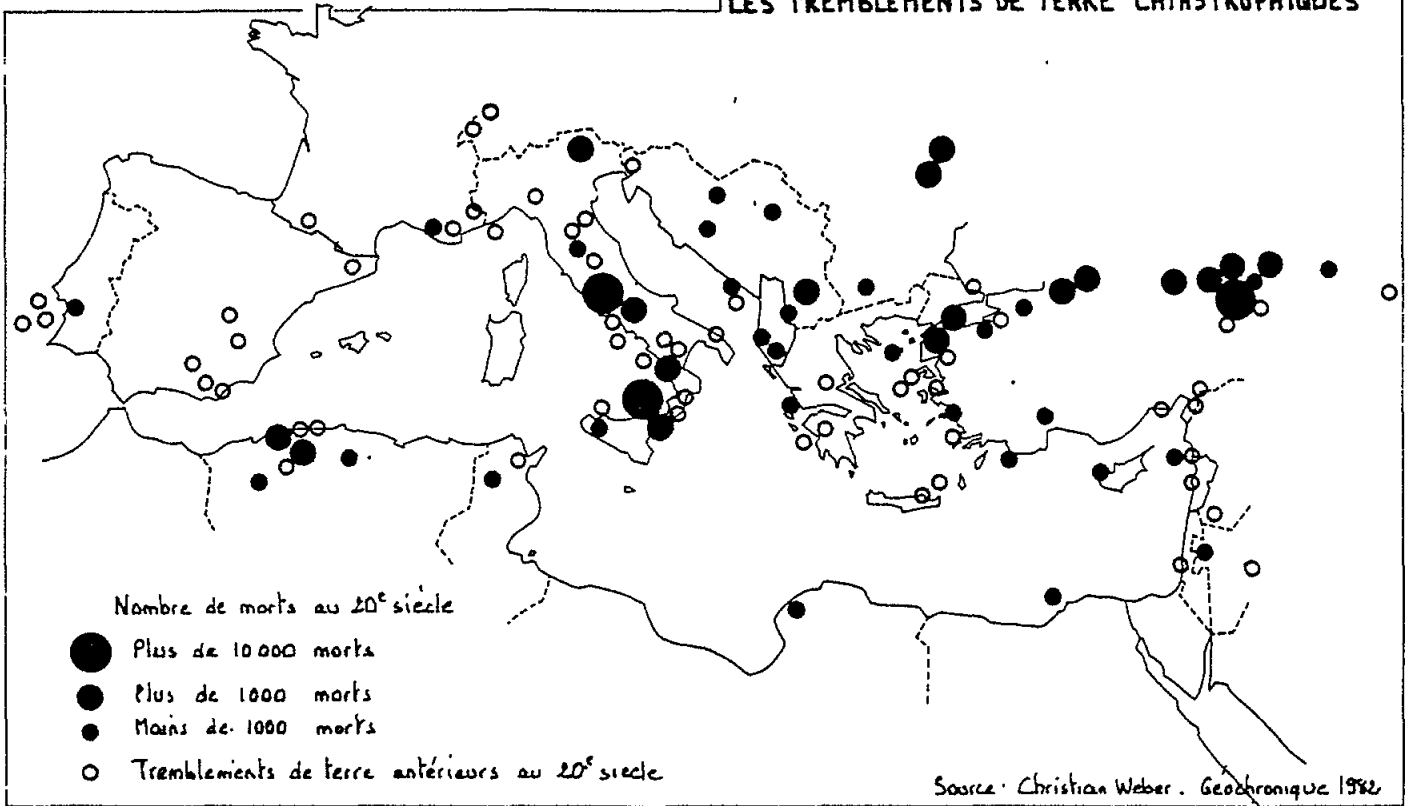 LES TREMBLEMENTS DE TERRE CATASTROPHIQUES
Nombre de morts au 20e siècle
Plus de 10 000 morts
Plus de 1000 morts
Moins de 1000 morts
Tremblements de terre antérieurs au 20e siecle
Source . Christian Weber . Geochronique 1982